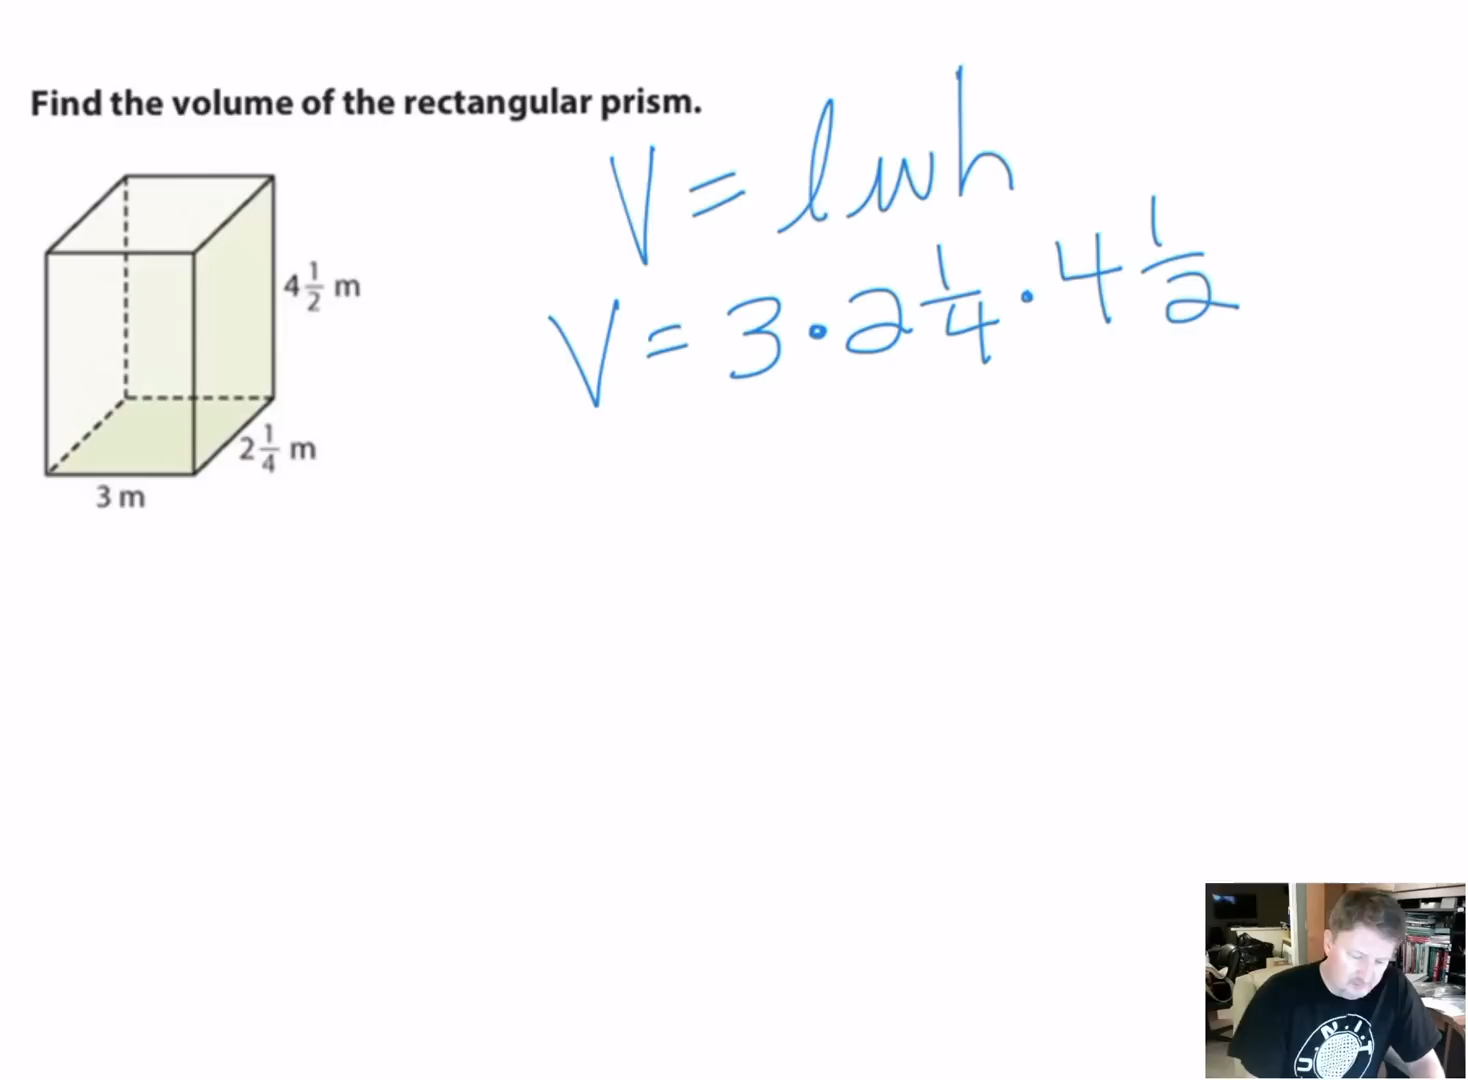 Find the volume of the rectangular prism.
V = lwh
V = 3 · 2 1/4 · 4 1/2
4 1/2 m
2 1/4 m
3 m
U.N.I.T